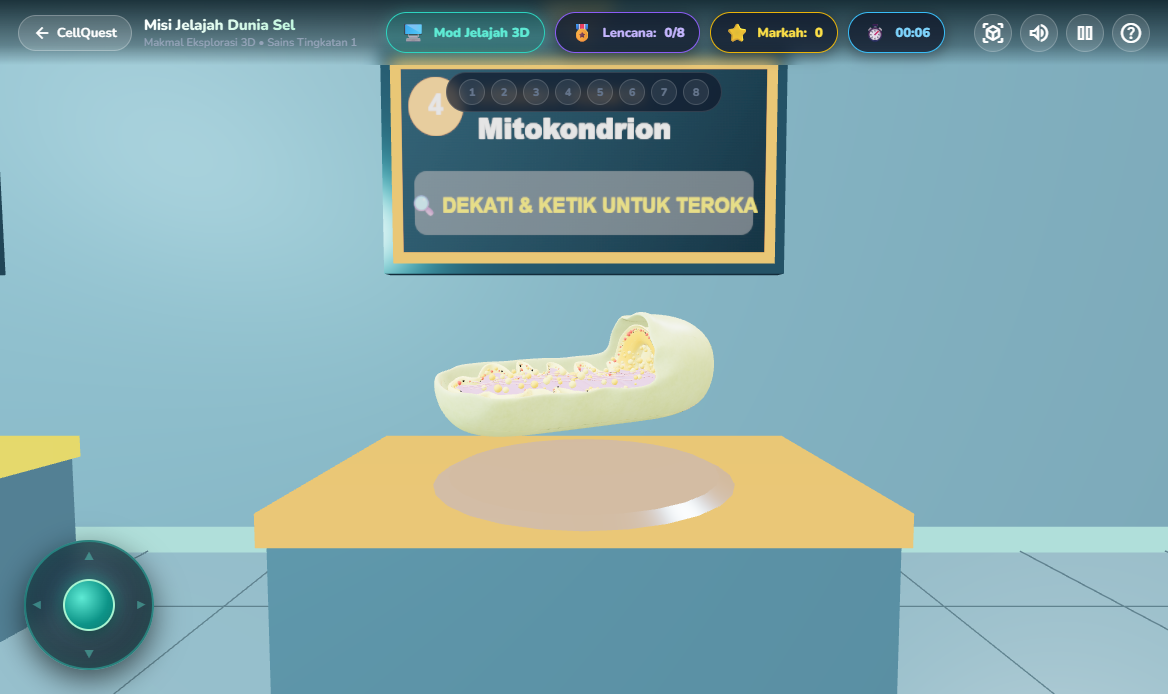 CellQuest
Misi Jelajah Dunia Sel
Makmal Eksplorasi 3D • Sains Tingkatan 1
Mod Jelajah 3D
Lencana: 0/8
Markah: 0
00:06
1 2 3 4 5 6 7 8
4
Mitokondrion
DEKATI & KETIK UNTUK TEROKA